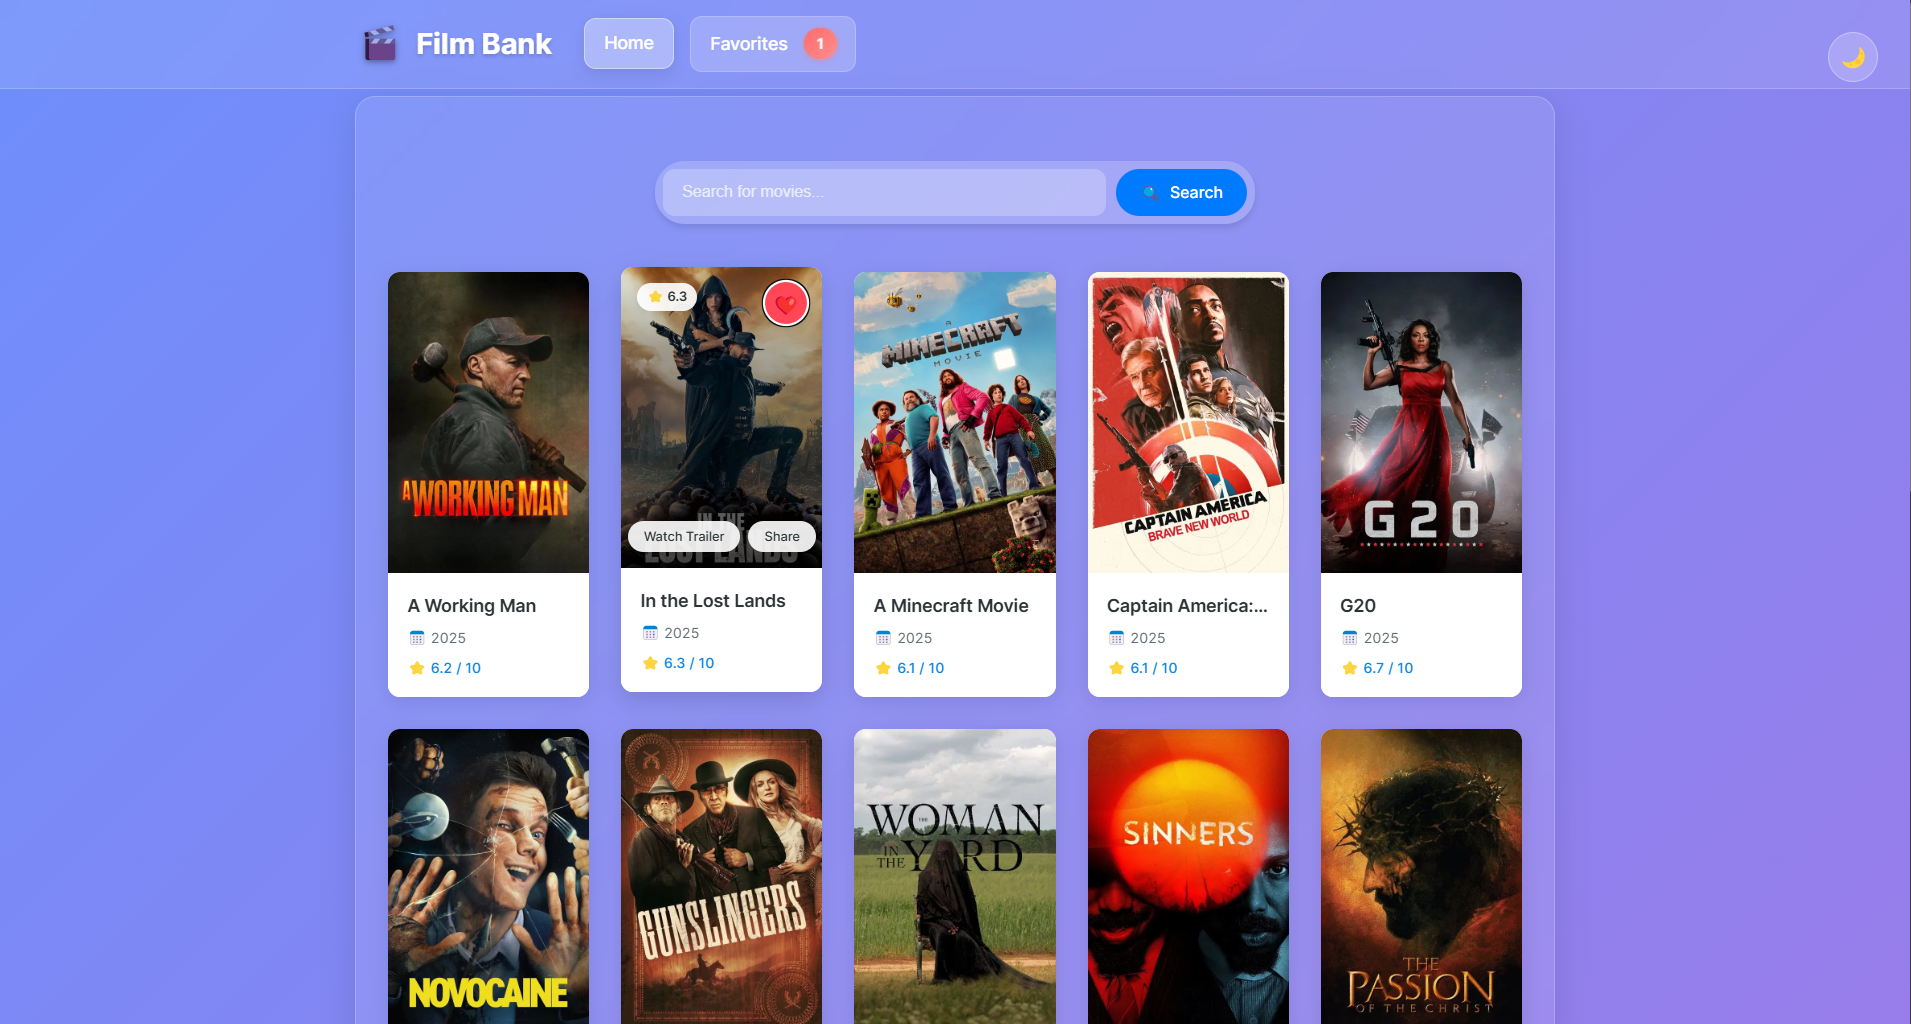 Film Bank
Home
Favorites
1
Search for movies...
Search
A WORKING MAN
6.3
IN THE
LOST LANDS
Watch Trailer
Share
A
MINECRAFT
MOVIE
CAPTAIN AMERICA
BRAVE NEW WORLD
G20
A Working Man
2025
6.2 / 10
In the Lost Lands
2025
6.3 / 10
A Minecraft Movie
2025
6.1 / 10
Captain America:...
2025
6.1 / 10
G20
2025
6.7 / 10
NOVOCAINE
GUNSLINGERS
THE
WOMAN
IN THE YARD
SINNERS
THE
PASSION
OF THE CHRIST